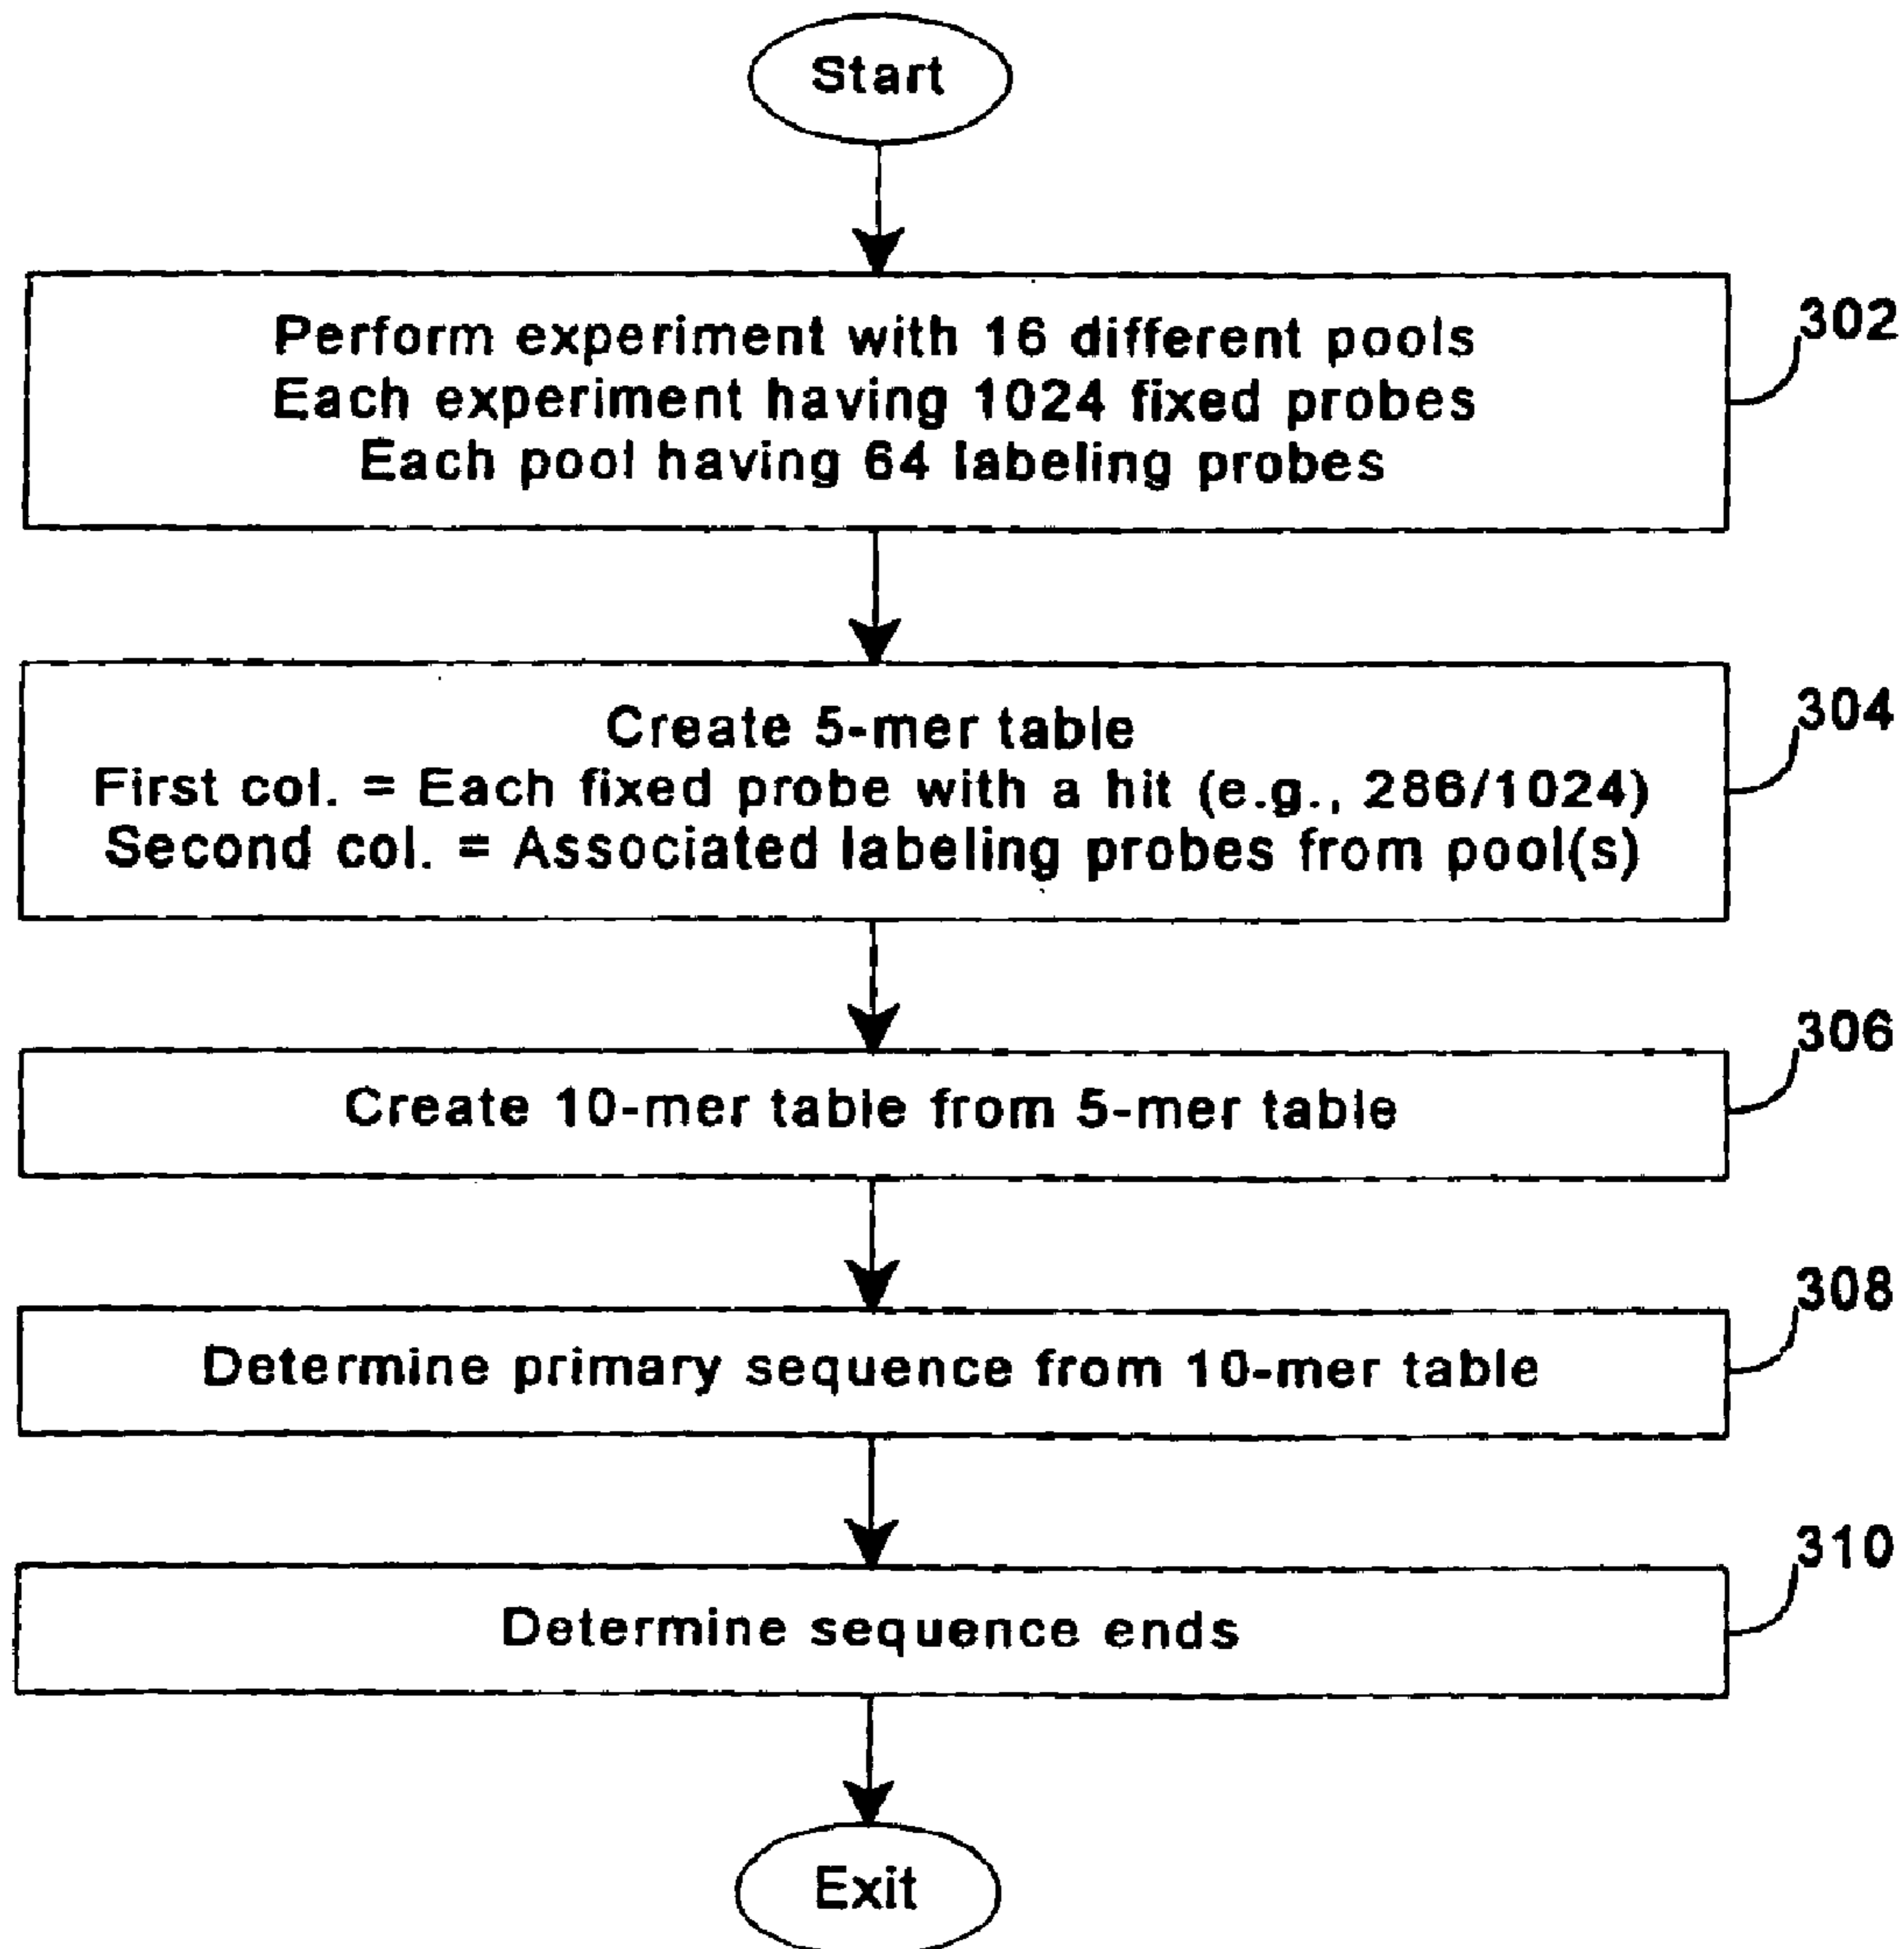 Start
Perform experiment with 16 different pools
Each experiment having 1024 fixed probes
Each pool having 64 labeling probes
302
Create 5-mer table
First col. = Each fixed probe with a hit (e.g., 286/1024)
Second col. = Associated labeling probes from pool(s)
304
Create 10-mer table from 5-mer table
306
Determine primary sequence from 10-mer table
308
Determine sequence ends
310
Exit